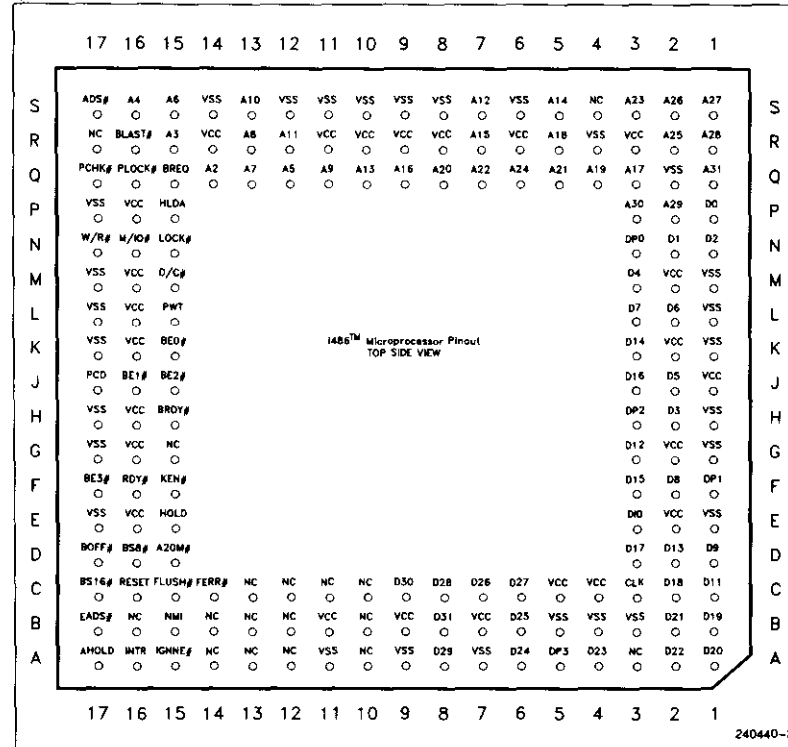 17 16 15 14 13 12 11 10 9 8 7 6 5 4 3 2 1
S ADS# A4 A6 VSS A10 VSS VSS VSS VSS VSS A12 VSS A14 NC A23 A26 A27 S
R NC BLAST# A3 VCC A8 A11 VCC VCC VCC VCC A15 VCC A18 VSS VCC A25 A28 R
Q PCHK# PLOCK# BREQ A2 A7 A5 A9 A13 A16 A20 A22 A24 A21 A19 A17 VSS A31 Q
P VSS VCC HLDA A30 A29 D0 P
N W/R# M/IO# LOCK# DP0 D1 D2 N
M VSS VCC D/C# D4 VCC VSS M
L VSS VCC PWT D7 D6 VSS L
i486™ Microprocessor Pinout
TOP SIDE VIEW
K VSS VCC BE0# D14 VCC VSS K
J PCD BE1# BE2# D16 D5 VCC J
H VSS VCC BRDY# DP2 D3 VSS H
G VSS VCC NC D12 VCC VSS G
F BE3# RDY# KEN# D15 D8 DP1 F
E VSS VCC HOLD D10 VCC VSS E
D BOFF# BS8# A20M# D17 D13 D9 D
C BS16# RESET FLUSH# FERR# NC NC NC NC D30 D28 D26 D27 VCC VCC CLK D18 D11 C
B EADS# NC NMI NC NC NC VCC NC VCC D31 VCC D25 VSS VSS VSS D21 D19 B
A AHOLD INTR IGNNE# NC NC NC VSS NC VSS D29 VSS D24 DP3 D23 NC D22 D20 A
17 16 15 14 13 12 11 10 9 8 7 6 5 4 3 2 1